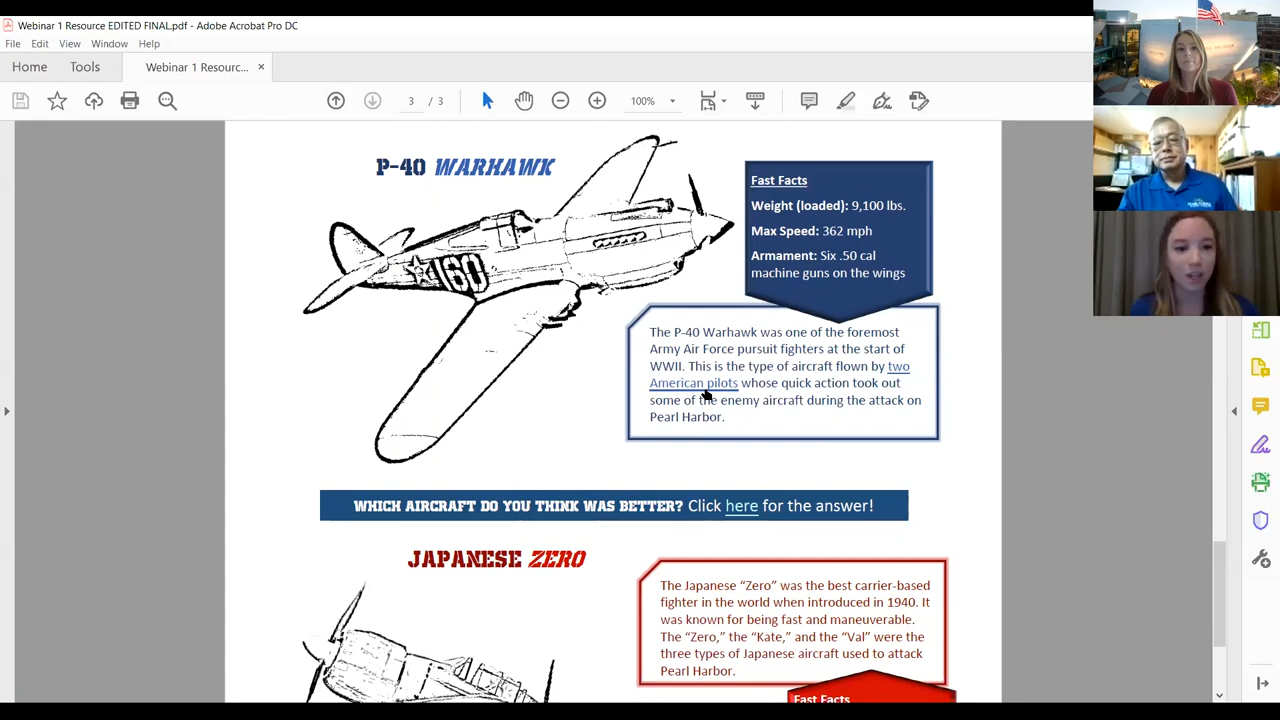 Webinar 1 Resource EDITED FINAL.pdf - Adobe Acrobat Pro DC
File Edit View Window Help
Home Tools Webinar 1 Resourc... ×
3 / 3 100%
P-40 WARHAWK
160
Fast Facts
Weight (loaded): 9,100 lbs.
Max Speed: 362 mph
Armament: Six .50 cal
machine guns on the wings
The P-40 Warhawk was one of the foremost
Army Air Force pursuit fighters at the start of
WWII. This is the type of aircraft flown by two
American pilots whose quick action took out
some of the enemy aircraft during the attack on
Pearl Harbor.
WHICH AIRCRAFT DO YOU THINK WAS BETTER? Click here for the answer!
JAPANESE ZERO
The Japanese “Zero” was the best carrier-based
fighter in the world when introduced in 1940. It
was known for being fast and maneuverable.
The “Zero,” the “Kate,” and the “Val” were the
three types of Japanese aircraft used to attack
Pearl Harbor.
Fast Facts